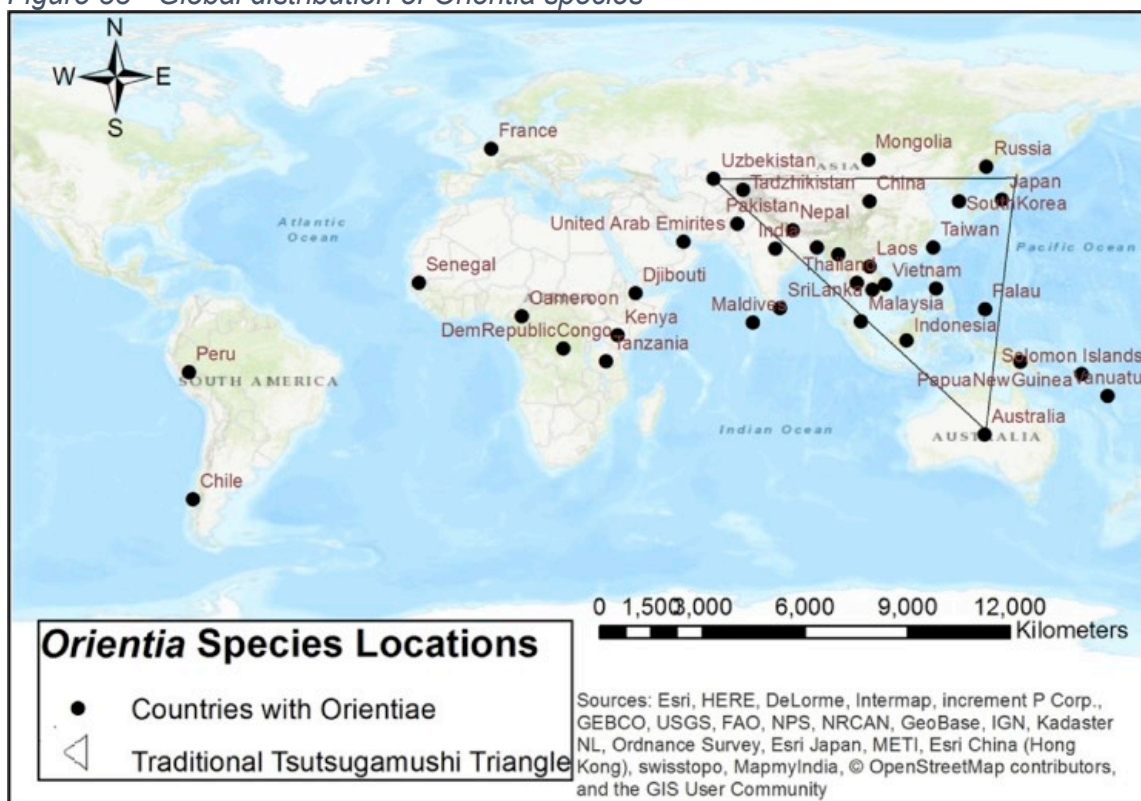 Figure - Global distribution of Orientia species
N
W E
S
France
Mongolia
Russia
Uzbekistan
ASIA
Tadzhikistan
China
Japan
SouthKorea
Atlantic
Ocean
Pakistan
Nepal
United Arab Emirites
India
Taiwan
Pacific Ocean
Laos
Senegal
Djibouti
Thailand
Vietnam
Cameroon
SriLanka
Maldives
Malaysia
Palau
Kenya
DemRepublicCongo
Indonesia
Tanzania
Peru
Solomon Islands
SOUTH AMERICA
PapuaNewGuinea
Vanuatu
Australia
Indian Ocean
AUSTRALIA
Chile
0 1,500 3,000 6,000 9,000 12,000
Kilometers
Orientia Species Locations
Countries with Orientiae
Traditional Tsutsugamushi Triangle
Sources: Esri, HERE, DeLorme, Intermap, increment P Corp.,
GEBCO, USGS, FAO, NPS, NRCAN, GeoBase, IGN, Kadaster
NL, Ordnance Survey, Esri Japan, METI, Esri China (Hong
Kong), swisstopo, MapmyIndia, © OpenStreetMap contributors,
and the GIS User Community